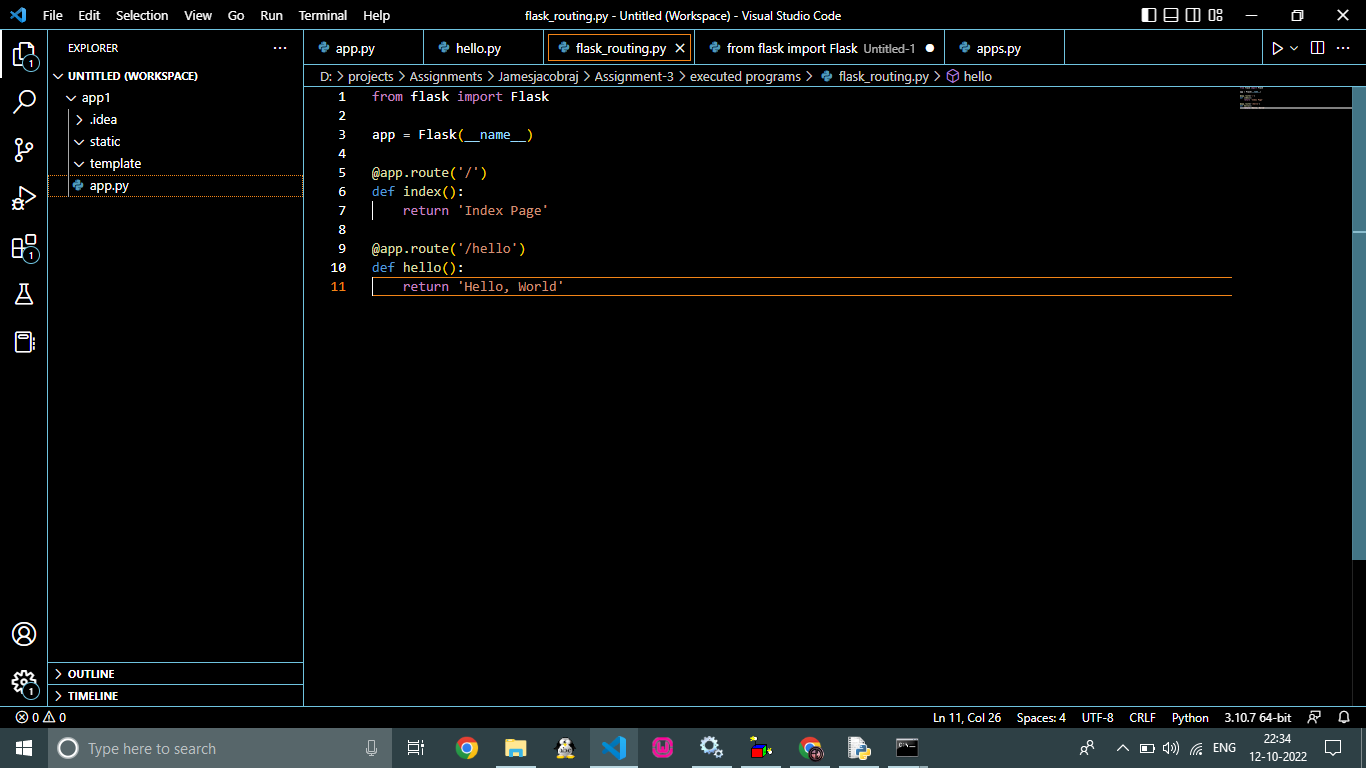 File Edit Selection View Go Run Terminal Help flask_routing.py - Untitled (Workspace) - Visual Studio Code
EXPLORER
app.py hello.py flask_routing.py from flask import Flask Untitled-1 apps.py
UNTITLED (WORKSPACE)
app1
.idea
static
template
app.py
D: > projects > Assignments > Jamesjacobraj > Assignment-3 > executed programs > flask_routing.py > hello
1 from flask import Flask
2
3 app = Flask(__name__)
4
5 @app.route('/')
6 def index():
7     return 'Index Page'
8
9 @app.route('/hello')
10 def hello():
11     return 'Hello, World'
1
1
1
OUTLINE
TIMELINE
0 0 Ln 11, Col 26 Spaces: 4 UTF-8 CRLF Python 3.10.7 64-bit
Type here to search
ENG
22:34
12-10-2022